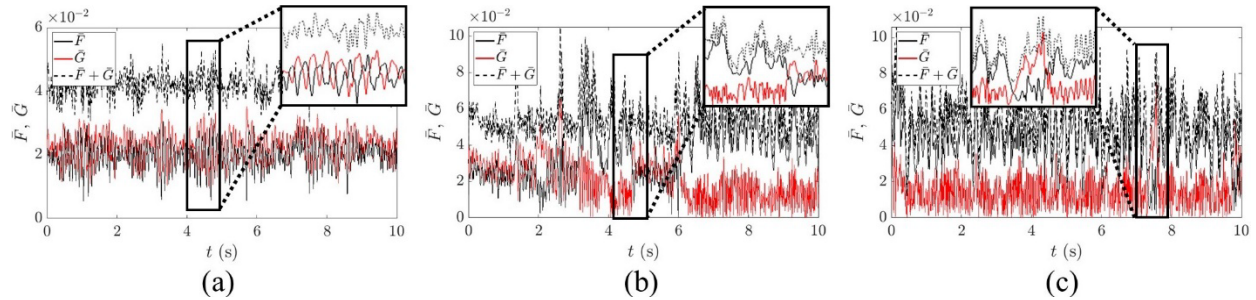 ×10⁻²
6
4
2
0
F̄, Ḡ
F̄
Ḡ
F̄ + Ḡ
0 2 4 6 8 10
t (s)
(a)
×10⁻²
10
8
6
4
2
0
F̄, Ḡ
F̄
Ḡ
F̄ + Ḡ
0 2 4 6 8 10
t (s)
(b)
×10⁻²
10
8
6
4
2
0
F̄, Ḡ
F̄
Ḡ
F̄ + Ḡ
0 2 4 6 8 10
t (s)
(c)